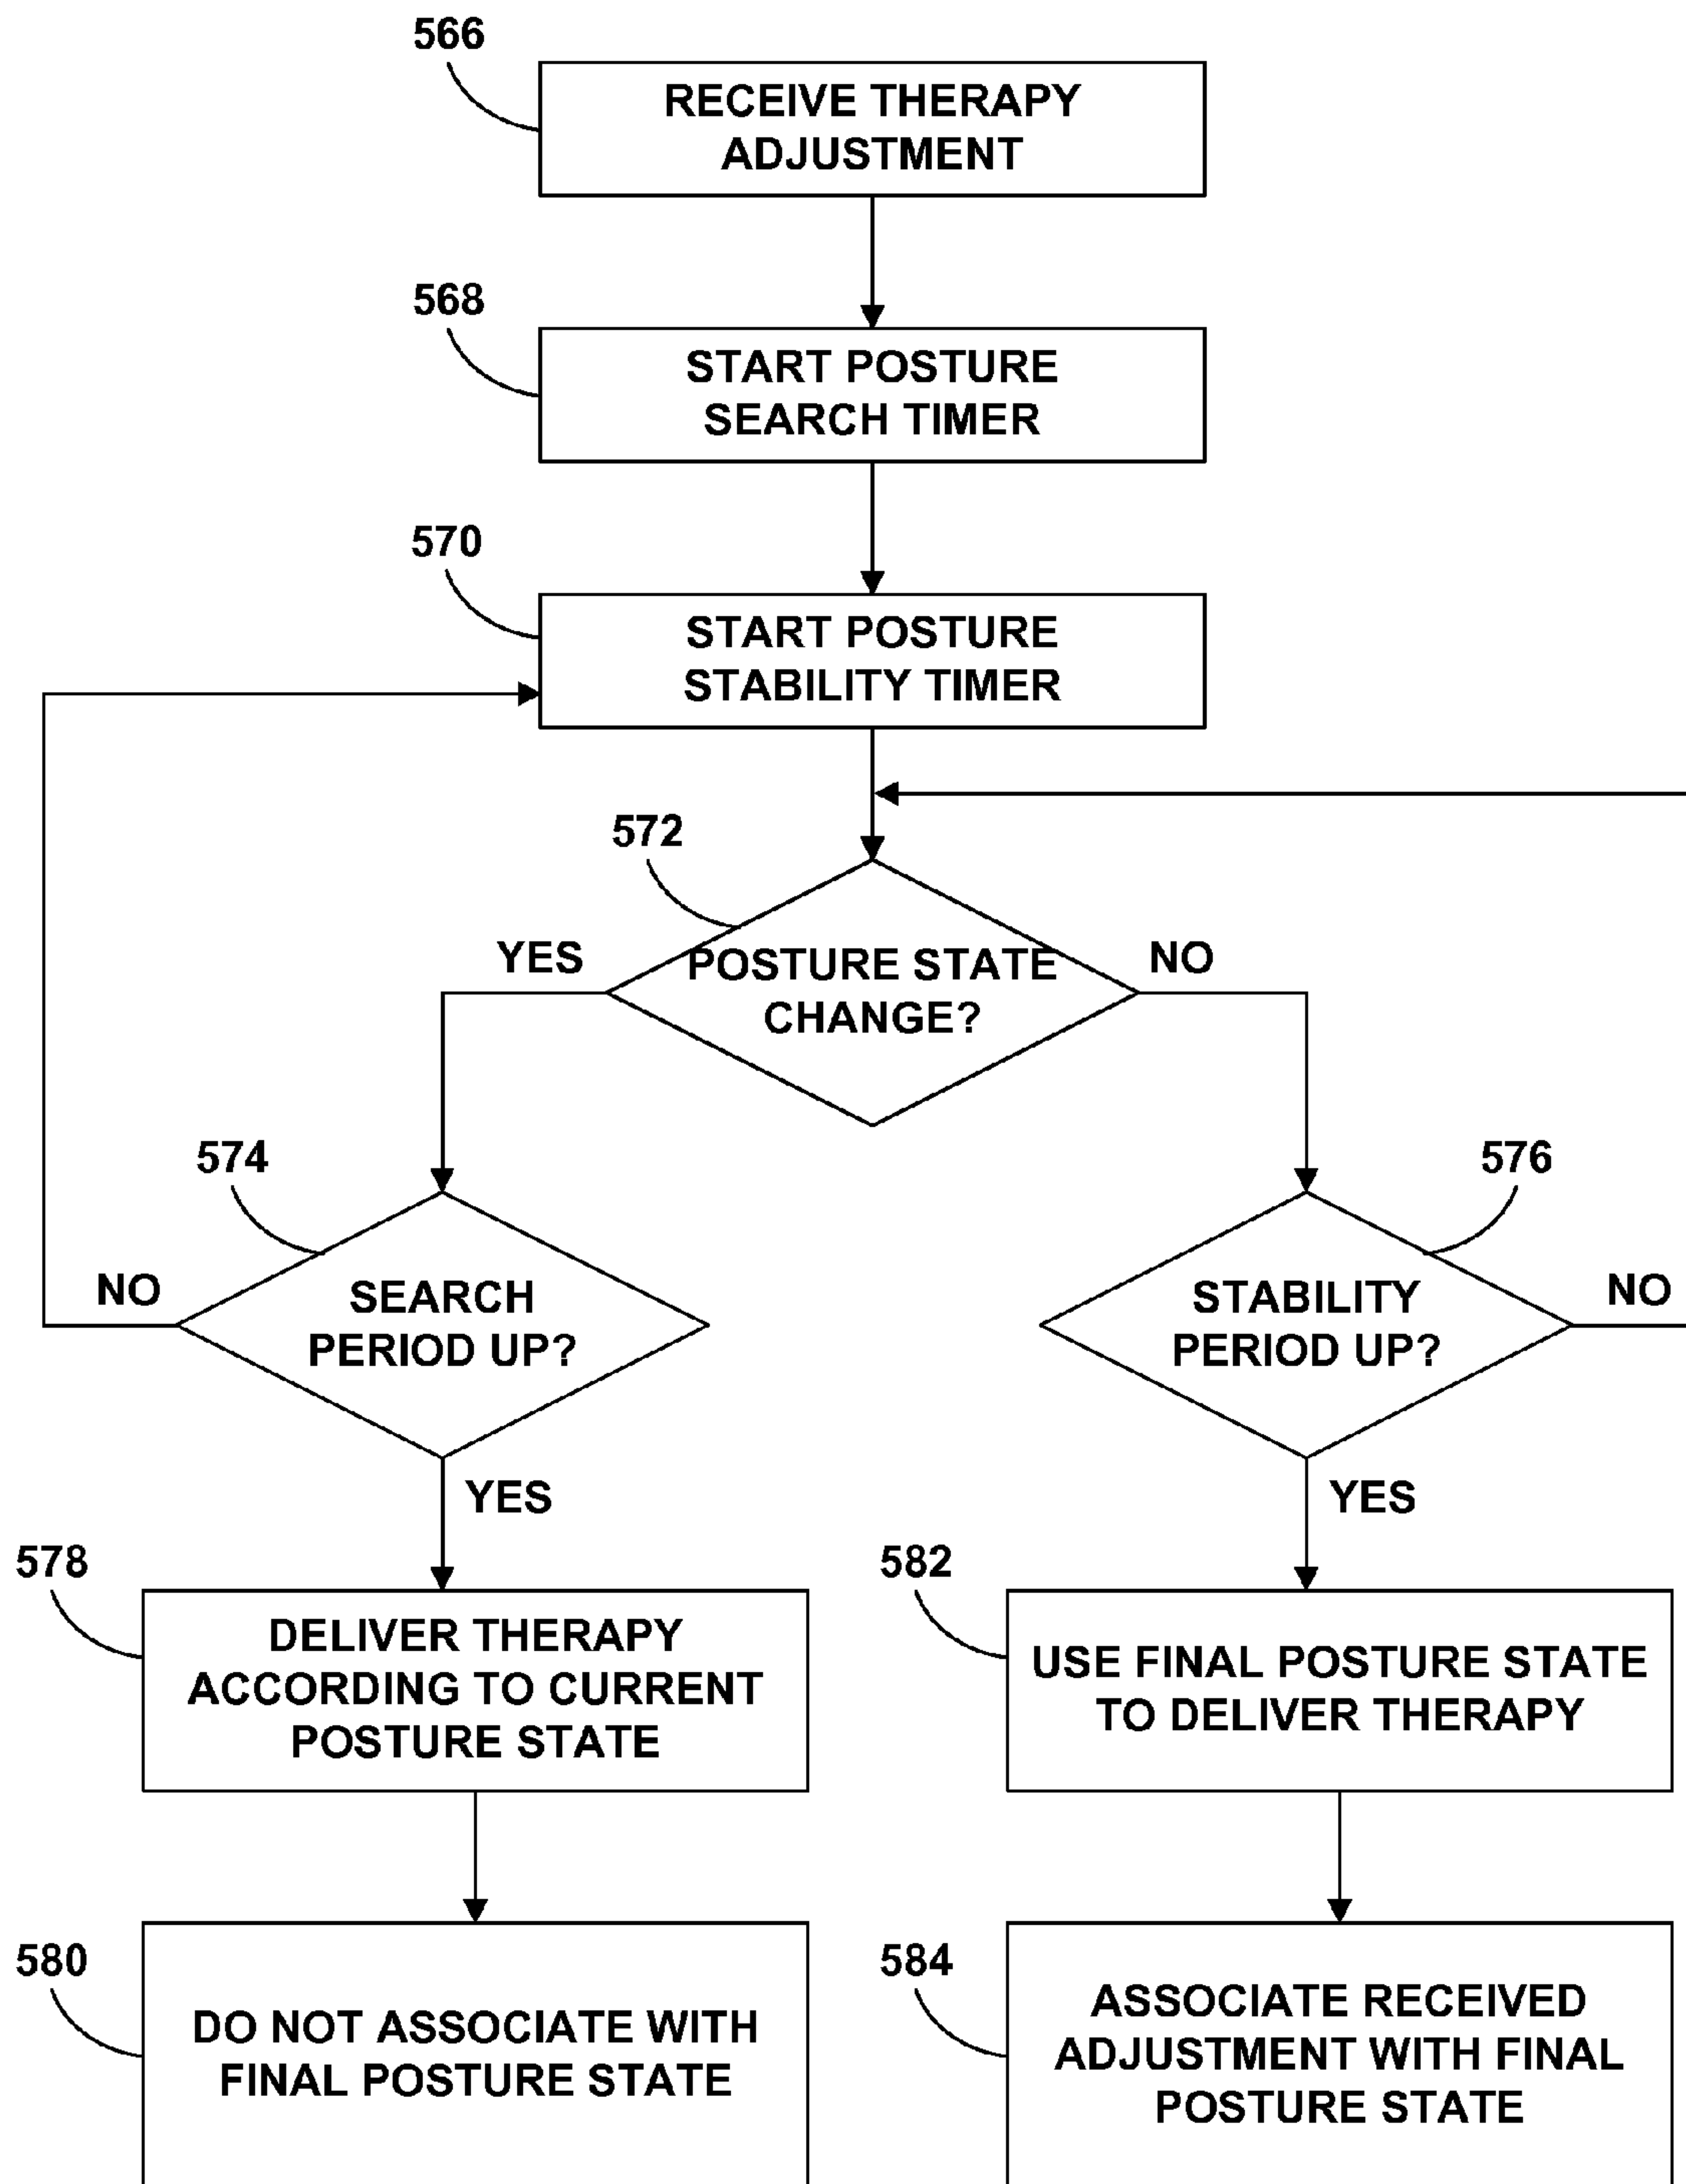 566
RECEIVE THERAPY
ADJUSTMENT
568
START POSTURE
SEARCH TIMER
570
START POSTURE
STABILITY TIMER
572
YES
POSTURE STATE
CHANGE?
NO
574
576
NO
SEARCH
PERIOD UP?
STABILITY
PERIOD UP?
NO
YES
YES
578
DELIVER THERAPY
ACCORDING TO CURRENT
POSTURE STATE
582
USE FINAL POSTURE STATE
TO DELIVER THERAPY
580
DO NOT ASSOCIATE WITH
FINAL POSTURE STATE
584
ASSOCIATE RECEIVED
ADJUSTMENT WITH FINAL
POSTURE STATE